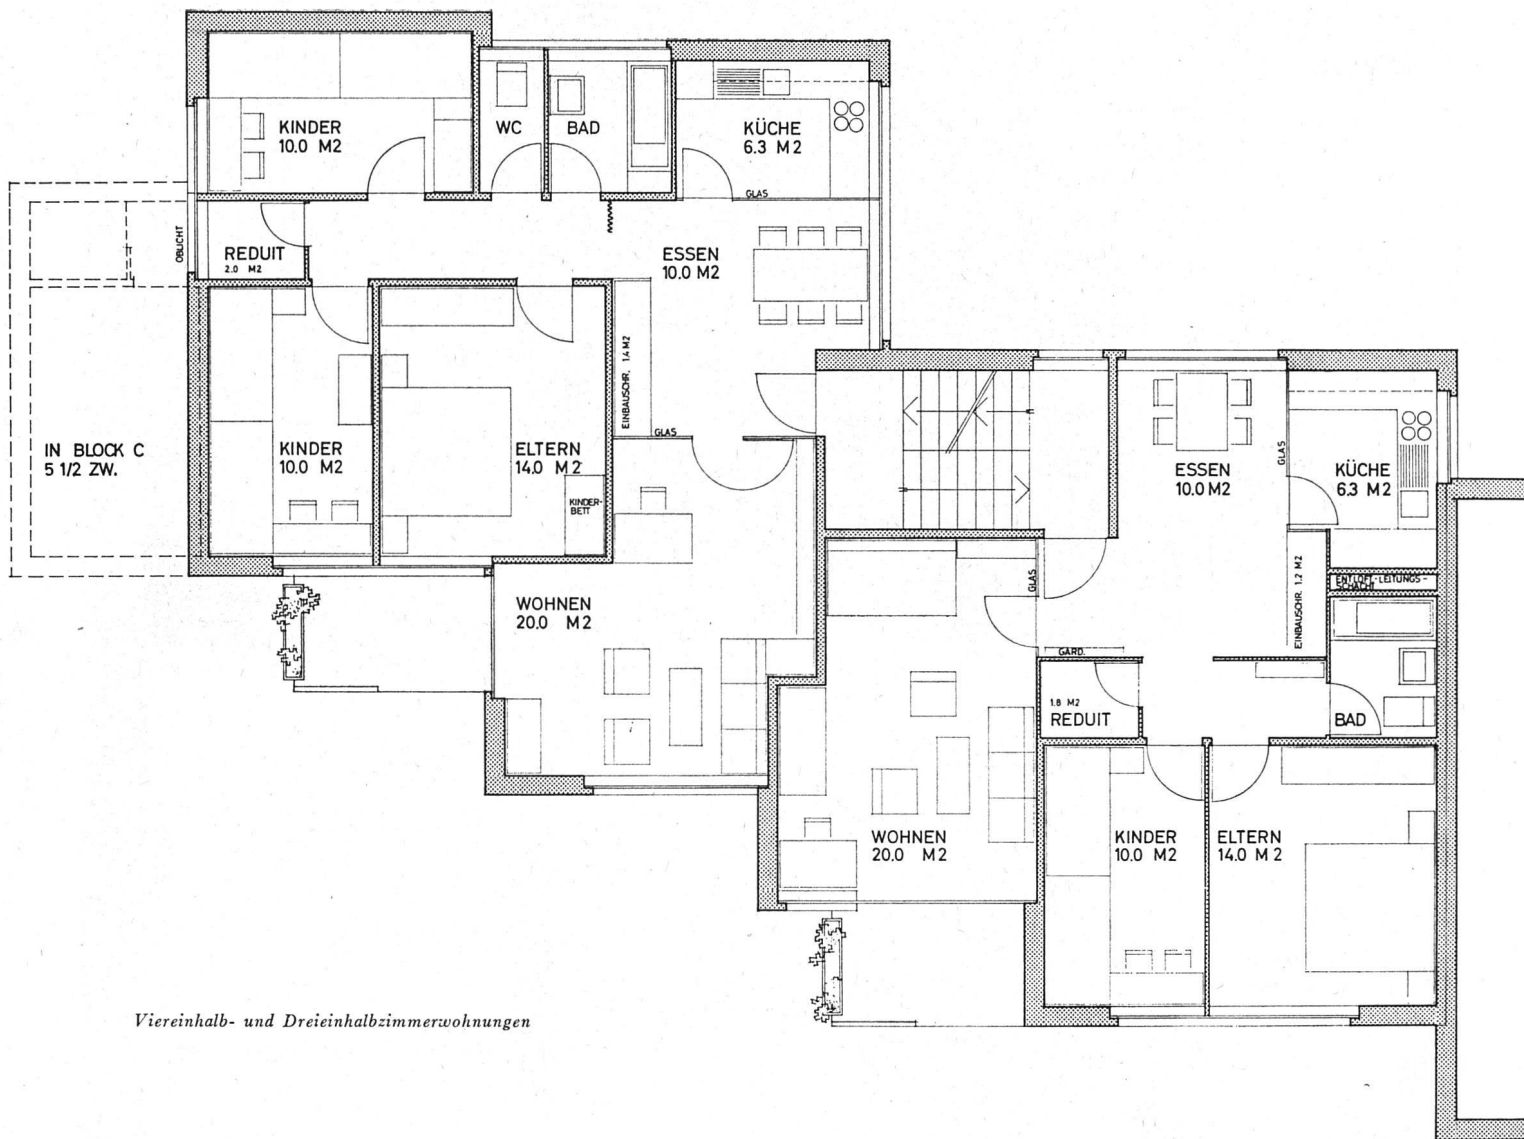 KINDER
10.0 M2
WC
BAD
KÜCHE
6.3 M2
GLAS
OBLICHT
REDUIT
2.0 M2
ESSEN
10.0 M2
EINBAUSCHR. 1.4 M2
GLAS
IN BLOCK C
5 1/2 ZW.
KINDER
10.0 M2
ELTERN
14.0 M2
KINDER-
BETT
WOHNEN
20.0 M2
ESSEN
10.0 M2
GLAS
KÜCHE
6.3 M2
GLAS
EINBAUSCHR. 1.2 M2
ENTLÜFT.-LEITUNGS-
SCHACHT
GARD.
1.8 M2
REDUIT
BAD
WOHNEN
20.0 M2
KINDER
10.0 M2
ELTERN
14.0 M2
Viereinhalb- und Dreieinhalbzimmerwohnungen